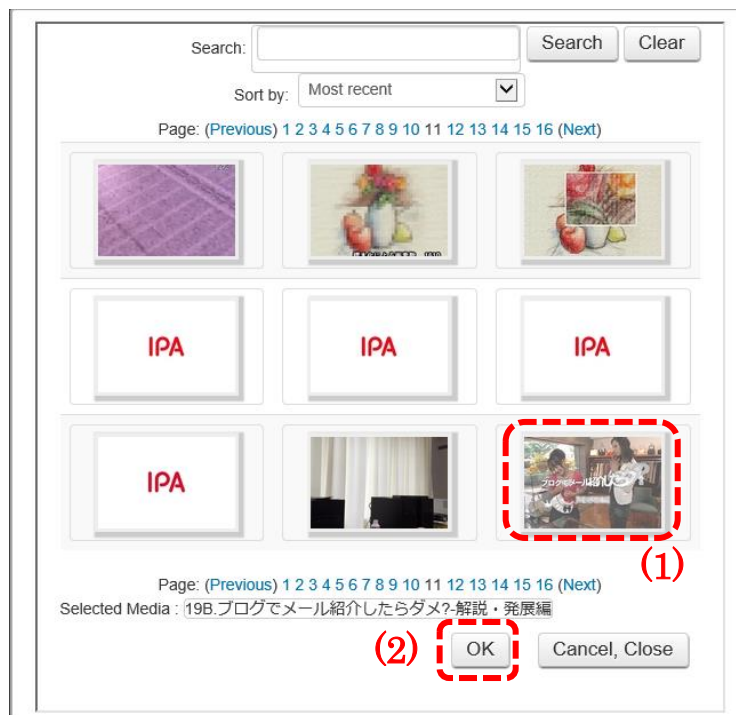 Search:
Search
Clear
Sort by:
Most recent
Page: (Previous) 1 2 3 4 5 6 7 8 9 10 11 12 13 14 15 16 (Next)
IPA
IPA
IPA
IPA
(1)
Page: (Previous) 1 2 3 4 5 6 7 8 9 10 11 12 13 14 15 16 (Next)
Selected Media : 19B.ブログでメール紹介したらダメ?-解説・発展編
(2)
OK
Cancel, Close